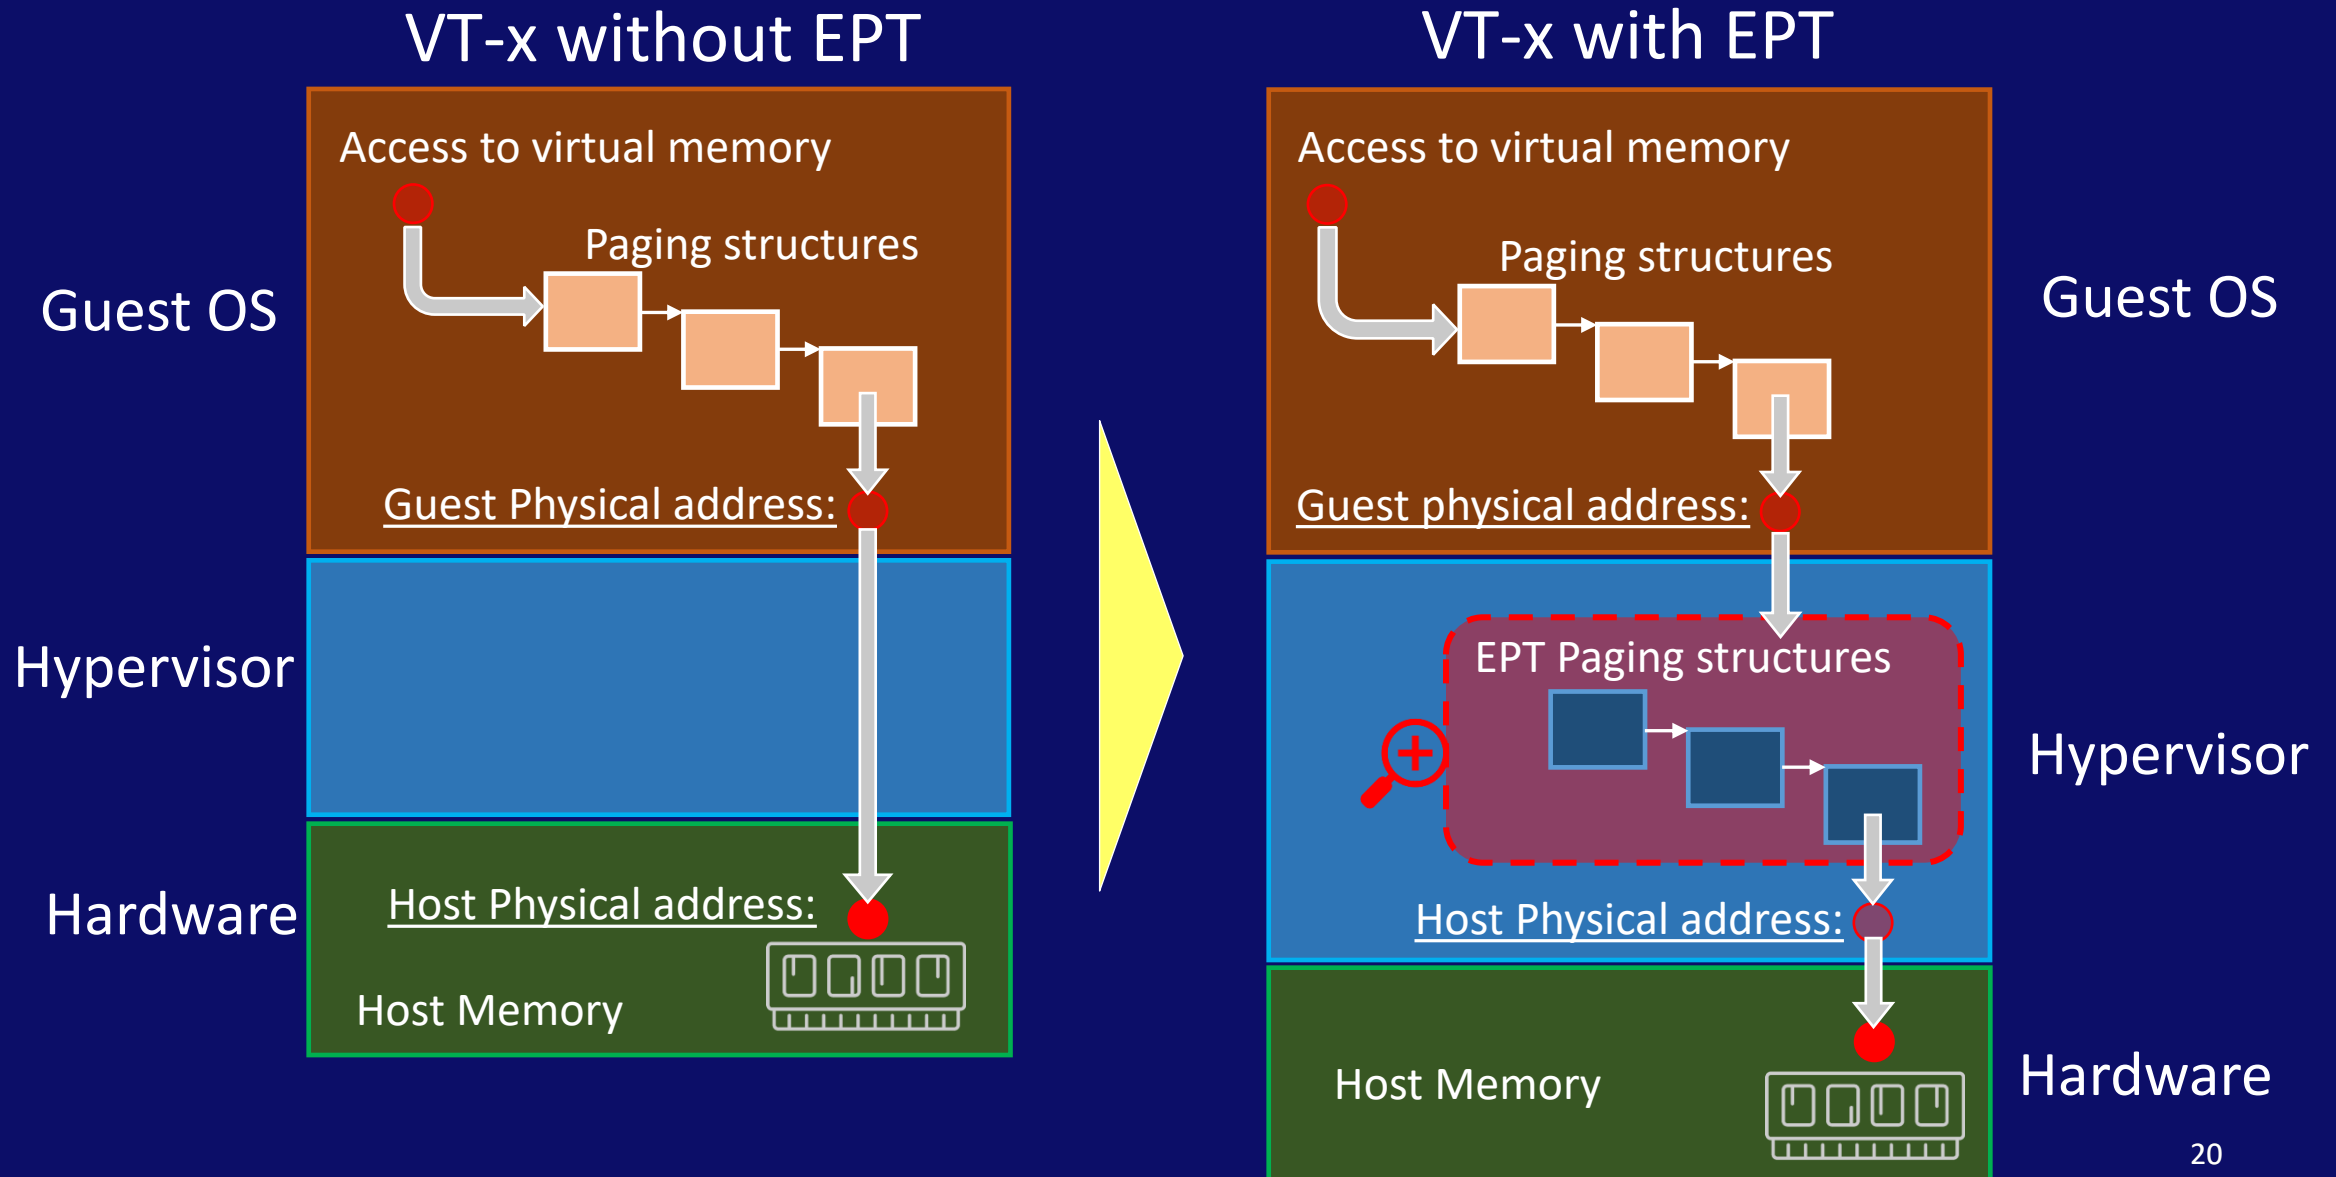 VT-x without EPT
Access to virtual memory
Paging structures
Guest OS
Guest Physical address:
Hypervisor
Hardware
Host Physical address:
Host Memory
VT-x with EPT
Access to virtual memory
Paging structures
Guest OS
Guest physical address:
EPT Paging structures
Hypervisor
Host Physical address:
Host Memory
Hardware
20